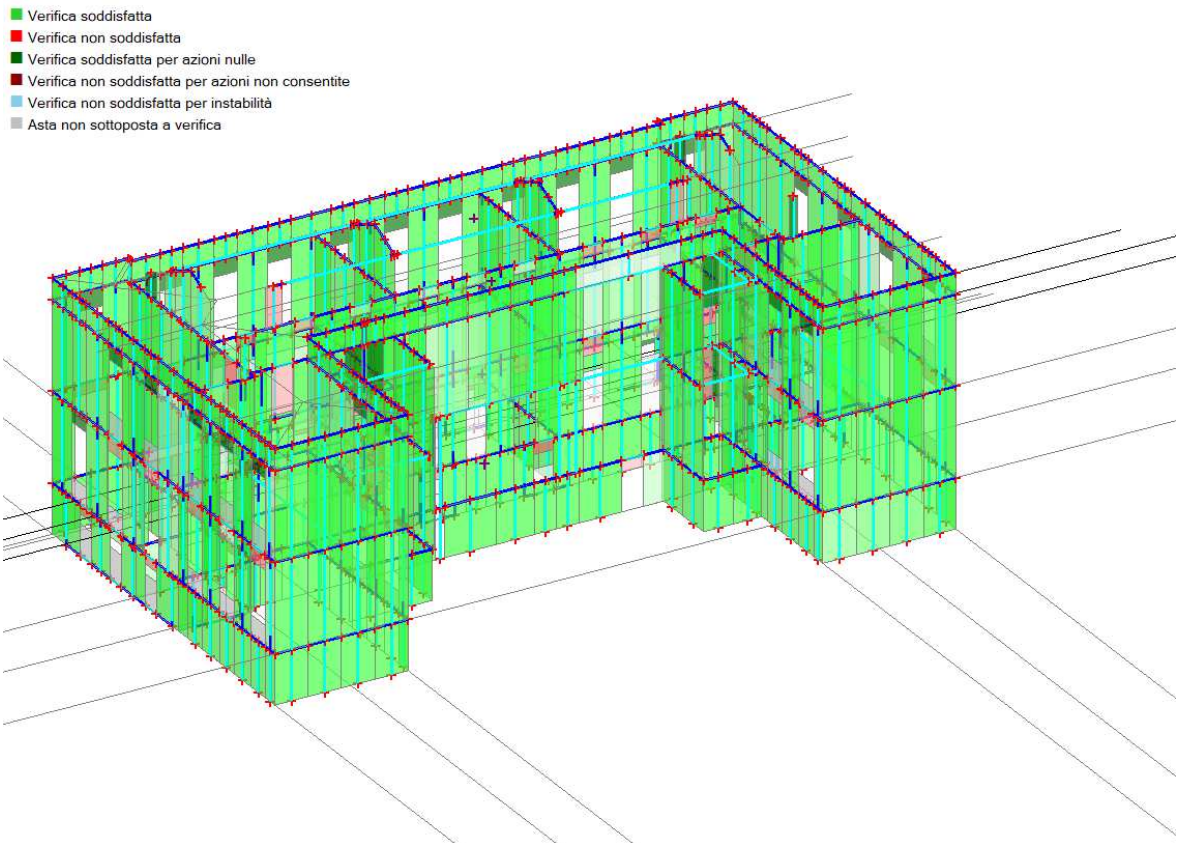 Verifica soddisfatta
Verifica non soddisfatta
Verifica soddisfatta per azioni nulle
Verifica non soddisfatta per azioni non consentite
Verifica non soddisfatta per instabilità
Asta non sottoposta a verifica